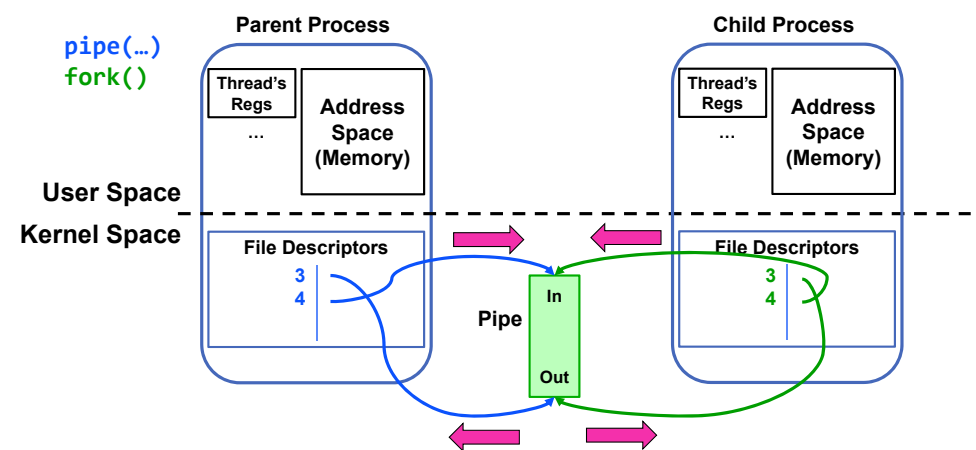 Parent Process
Child Process
pipe(…)
fork()
Thread's
Regs
…
Address
Space
(Memory)
Thread's
Regs
…
Address
Space
(Memory)
User Space
Kernel Space
File Descriptors
3
4
Pipe
In
Out
File Descriptors
3
4